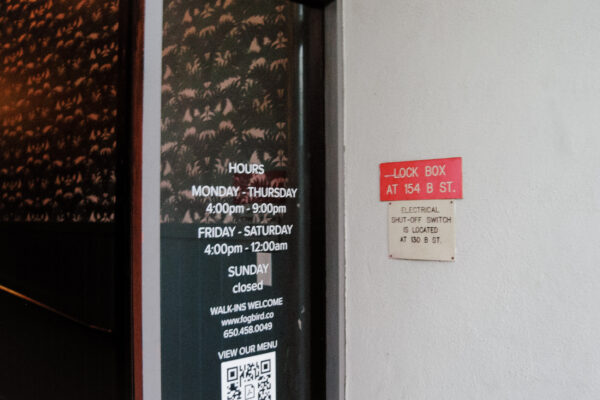 HOURS
MONDAY - THURSDAY
4:00pm - 9:00pm
FRIDAY - SATURDAY
4:00pm - 12:00am
SUNDAY
closed
WALK-INS WELCOME
www.fogbird.co
650.458.0049
VIEW OUR MENU
LOCK BOX
AT 154 B ST.
ELECTRICAL
SHUT-OFF SWITCH
IS LOCATED
AT 130 B ST.